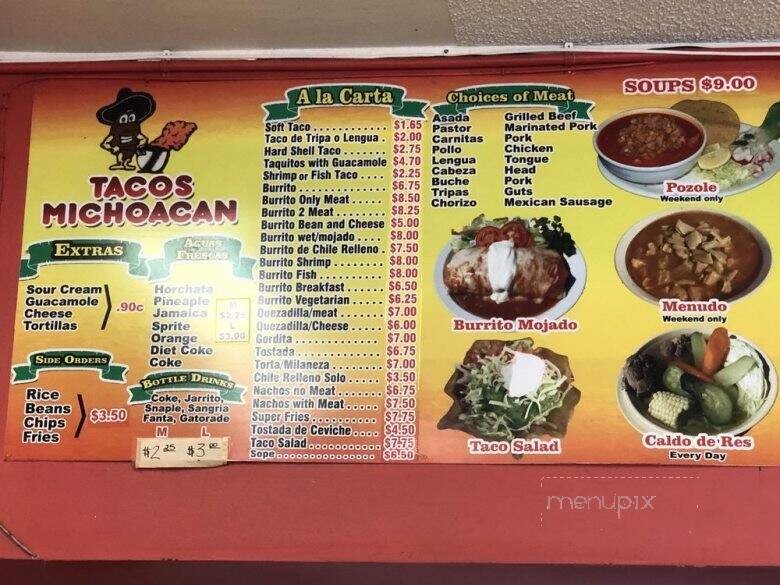 TACOS
MICHOACAN
EXTRAS
Sour Cream
Guacamole
Cheese
Tortillas
.90c
SIDE ORDERS
Rice
Beans
Chips
Fries
$3.50
AGUAS
FRESCAS
Horchata
Pineaple
Jamaica
Sprite
Orange
Diet Coke
Coke
M
$2.25
L
$3.00
BOTTLE DRINKS
Coke, Jarrito,
Snaple, Sangria
Fanta, Gatorade
M L
$2 25 $3 00
A la Carta
Soft Taco $1.65
Taco de Tripa o Lengua $2.00
Hard Shell Taco $2.75
Taquitos with Guacamole $4.70
Shrimp or Fish Taco $2.25
Burrito $6.75
Burrito Only Meat $8.50
Burrito 2 Meat $8.25
Burrito Bean and Cheese $5.00
Burrito wet/mojado $8.00
Burrito de Chile Relleno $7.50
Burrito Shrimp $8.00
Burrito Fish $8.00
Burrito Breakfast $6.50
Burrito Vegetarian $6.25
Quezadilla/meat $7.00
Quezadilla/Cheese $6.00
Gordita $7.00
Tostada $6.75
Torta/Milaneza $7.00
Chile Relleno Solo $3.50
Nachos no Meat $6.75
Nachos with Meat $7.50
Super Fries $7.75
Tostada de Ceviche $4.50
Taco Salad $7.75
Sope $6.50
Choices of Meat
Asada Grilled Beef
Pastor Marinated Pork
Carnitas Pork
Pollo Chicken
Lengua Tongue
Cabeza Head
Buche Pork
Tripas Guts
Chorizo Mexican Sausage
Burrito Mojado
Taco Salad
SOUPS $9.00
Pozole
Weekend only
Menudo
Weekend only
Caldo de Res
Every Day
menupix